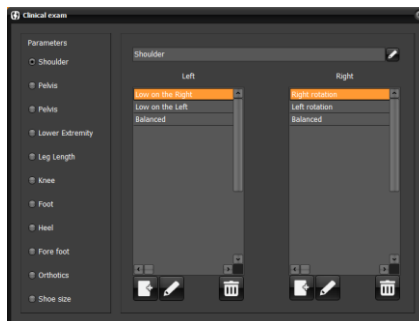 Clinical exam
Parameters
Shoulder
Pelvis
Pelvis
Lower Extremity
Leg Length
Knee
Foot
Heel
Fore foot
Orthotics
Shoe size
Shoulder
Left
Low on the Right
Low on the Left
Balanced
Right
Right rotation
Left rotation
Balanced